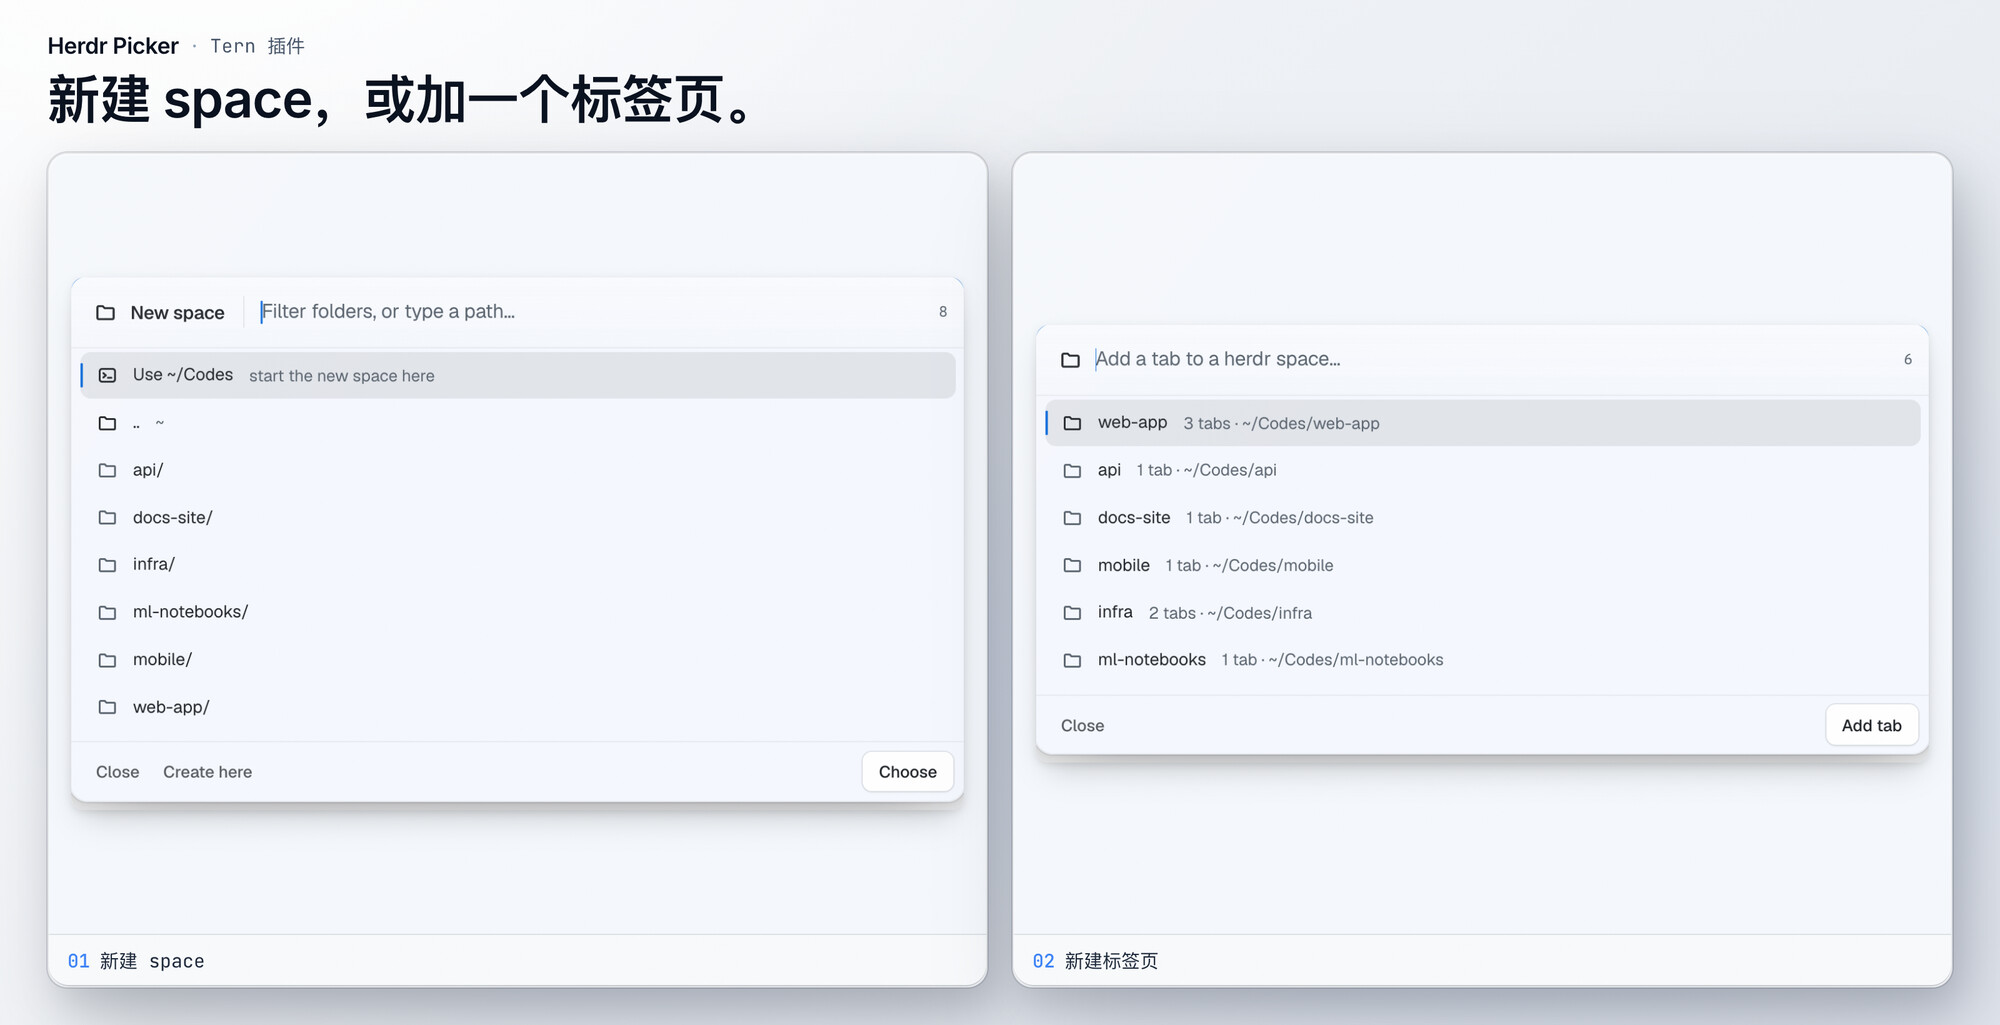 Herdr Picker · Tern 插件
新建 space，或加一个标签页。
New space Filter folders, or type a path... 8
Use ~/Codes start the new space here
.. ~
api/
docs-site/
infra/
ml-notebooks/
mobile/
web-app/
Close Create here Choose
01 新建 space
Add a tab to a herdr space... 6
web-app 3 tabs · ~/Codes/web-app
api 1 tab · ~/Codes/api
docs-site 1 tab · ~/Codes/docs-site
mobile 1 tab · ~/Codes/mobile
infra 2 tabs · ~/Codes/infra
ml-notebooks 1 tab · ~/Codes/ml-notebooks
Close Add tab
02 新建标签页